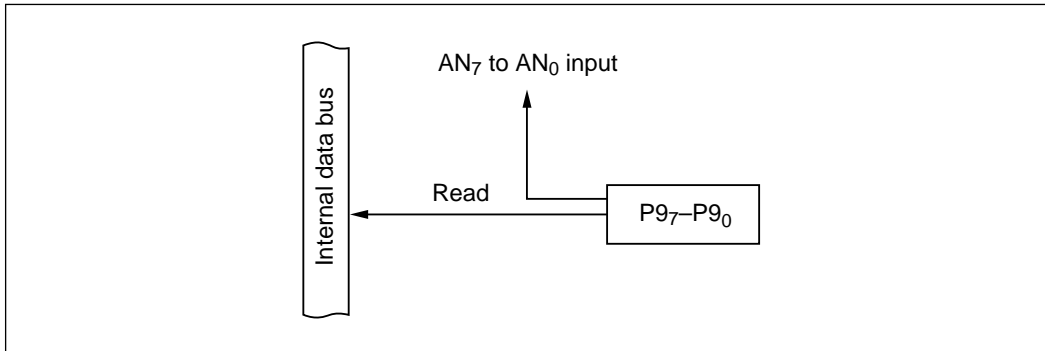 AN₇ to AN₀ input
Internal data bus
Read
P9₇–P9₀